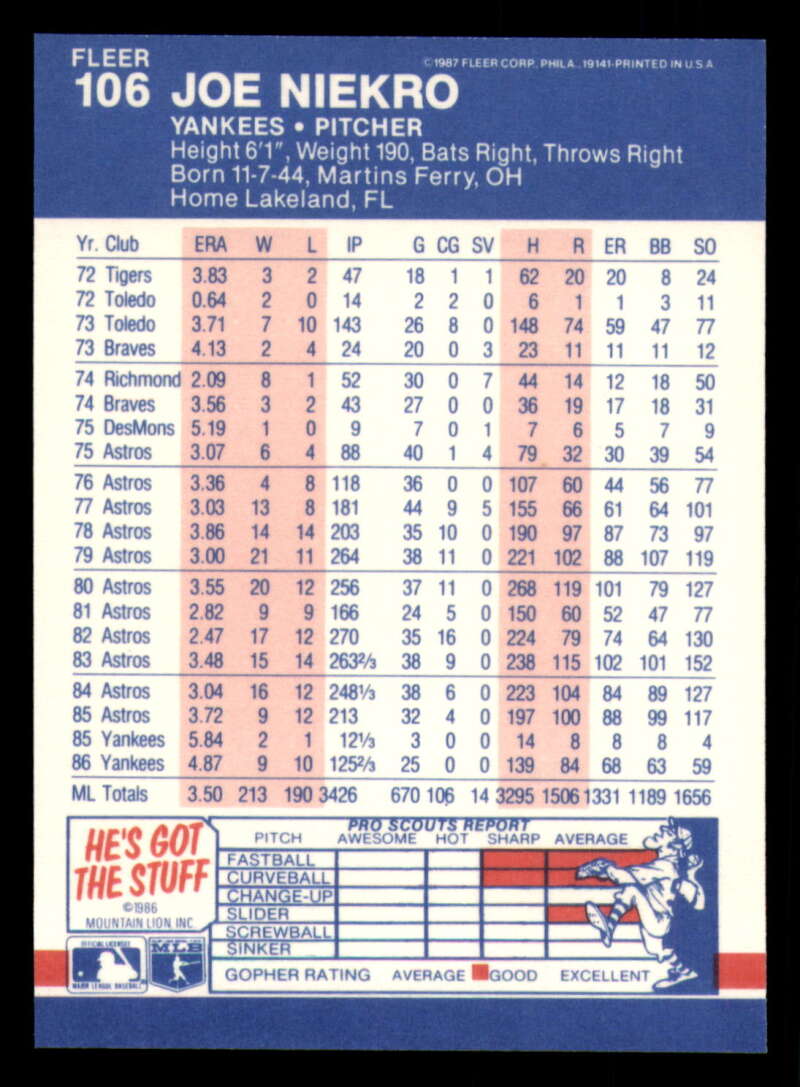 FLEER
©1987 FLEER CORP. PHILA., 19141-PRINTED IN U.S.A
106 JOE NIEKRO
YANKEES • PITCHER
Height 6'1", Weight 190, Bats Right, Throws Right
Born 11-7-44, Martins Ferry, OH
Home Lakeland, FL
Yr. Club ERA W L IP G CG SV H R ER BB SO
72 Tigers 3.83 3 2 47 18 1 1 62 20 20 8 24
72 Toledo 0.64 2 0 14 2 2 0 6 1 1 3 11
73 Toledo 3.71 7 10 143 26 8 0 148 74 59 47 77
73 Braves 4.13 2 4 24 20 0 3 23 11 11 11 12
74 Richmond 2.09 8 1 52 30 0 7 44 14 12 18 50
74 Braves 3.56 3 2 43 27 0 0 36 19 17 18 31
75 DesMons 5.19 1 0 9 7 0 1 7 6 5 7 9
75 Astros 3.07 6 4 88 40 1 4 79 32 30 39 54
76 Astros 3.36 4 8 118 36 0 0 107 60 44 56 77
77 Astros 3.03 13 8 181 44 9 5 155 66 61 64 101
78 Astros 3.86 14 14 203 35 10 0 190 97 87 73 97
79 Astros 3.00 21 11 264 38 11 0 221 102 88 107 119
80 Astros 3.55 20 12 256 37 11 0 268 119 101 79 127
81 Astros 2.82 9 9 166 24 5 0 150 60 52 47 77
82 Astros 2.47 17 12 270 35 16 0 224 79 74 64 130
83 Astros 3.48 15 14 263⅔ 38 9 0 238 115 102 101 152
84 Astros 3.04 16 12 248⅓ 38 6 0 223 104 84 89 127
85 Astros 3.72 9 12 213 32 4 0 197 100 88 99 117
85 Yankees 5.84 2 1 12⅓ 3 0 0 14 8 8 8 4
86 Yankees 4.87 9 10 125⅔ 25 0 0 139 84 68 63 59
ML Totals 3.50 213 190 3426 670 106 14 3295 1506 1331 1189 1656
HE'S GOT
THE STUFF
©1986
MOUNTAIN LION, INC.
PRO SCOUTS REPORT
PITCH AWESOME HOT SHARP AVERAGE
FASTBALL
CURVEBALL
CHANGE-UP
SLIDER
SCREWBALL
SINKER
GOPHER RATING AVERAGE GOOD EXCELLENT
OFFICIAL LICENSEE
MAJOR LEAGUE BASEBALL
MLB